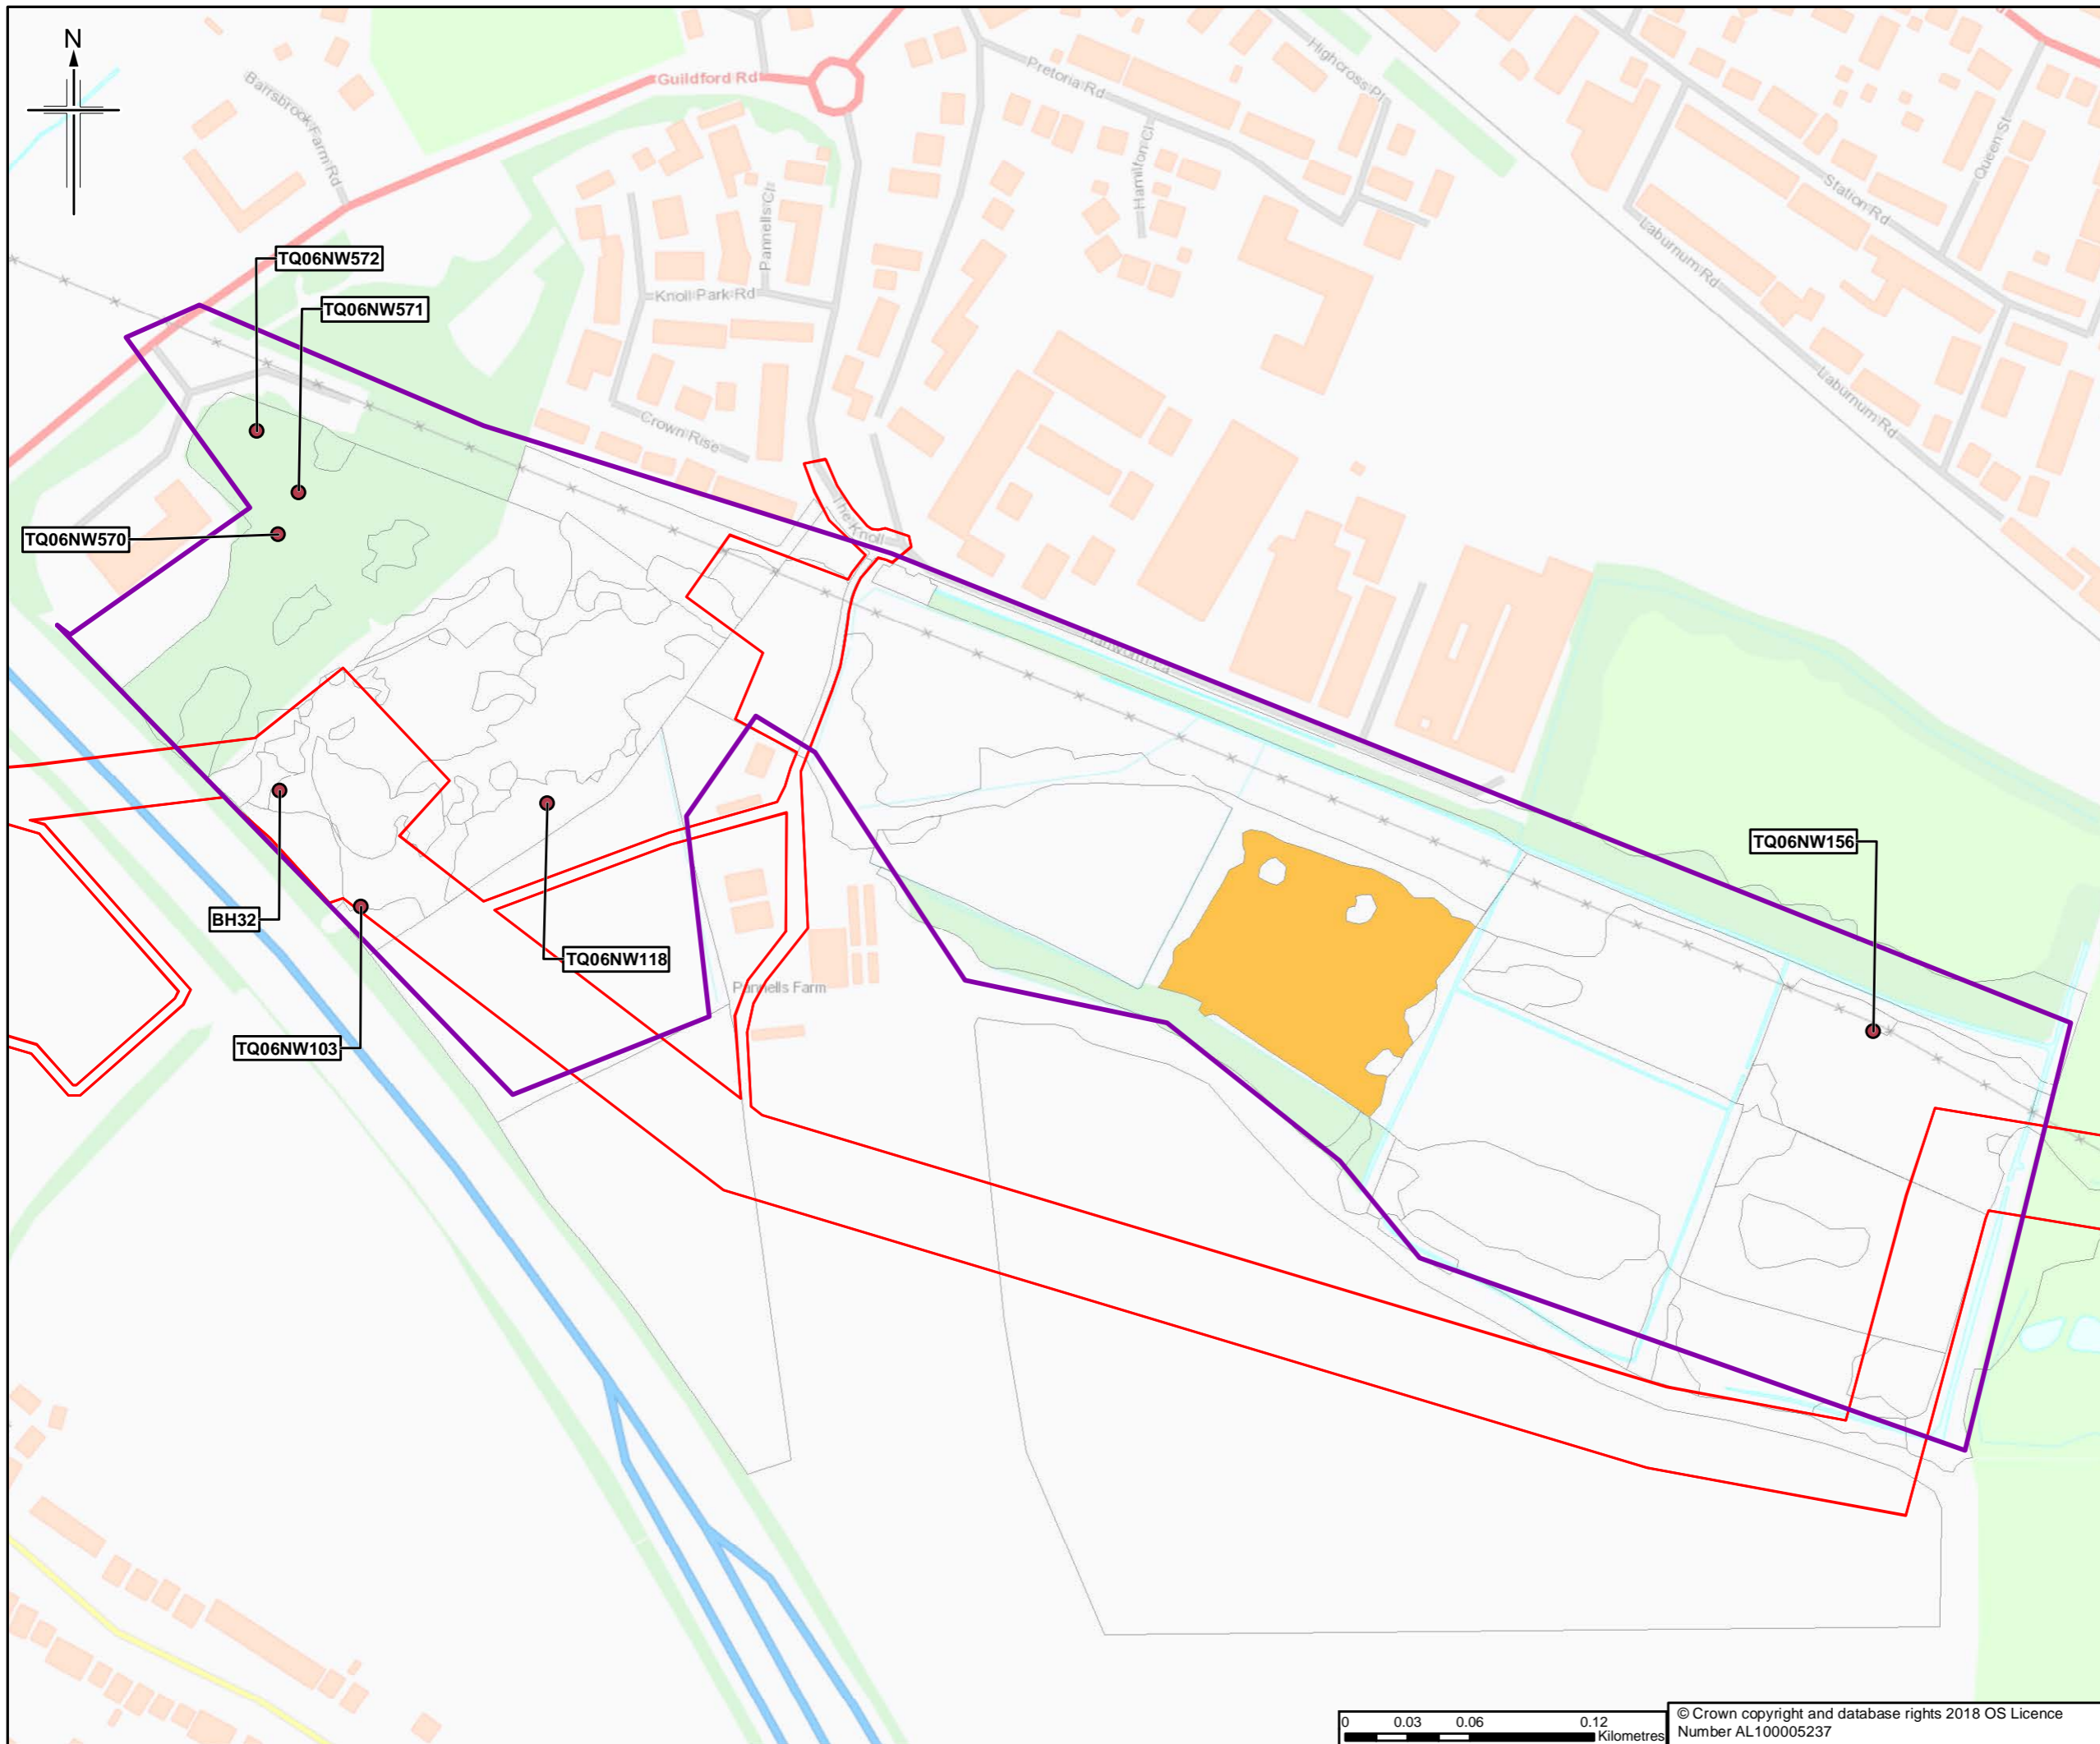 N
Guildford Rd
Barrsbrook Farm Rd
Pretoria Rd
Highcross Pl
Hamilton Cl
Pannells Cl
Queen St
Station Rd
Laburnum Rd
TQ06NW572
TQ06NW571
Knoll Park Rd
Crown Rise
Laburnum Rd
TQ06NW570
The Knoll
TQ06NW156
BH32
TQ06NW118
Pannells Farm
TQ06NW103
0 0.03 0.06 0.12
Kilometres
© Crown copyright and database rights 2018 OS Licence
Number AL100005237